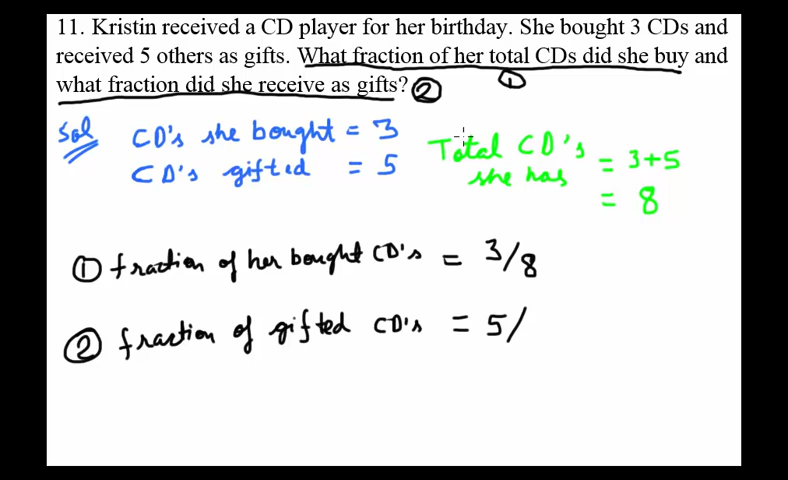 11. Kristin received a CD player for her birthday. She bought 3 CDs and
received 5 others as gifts. What fraction of her total CDs did she buy and
what fraction did she receive as gifts? ② ①
Sol
CD's she bought = 3
CD's gifted = 5
Total CD's
she has = 3+5
= 8
① fraction of her bought CD's = 3/8
② fraction of gifted CD's = 5/